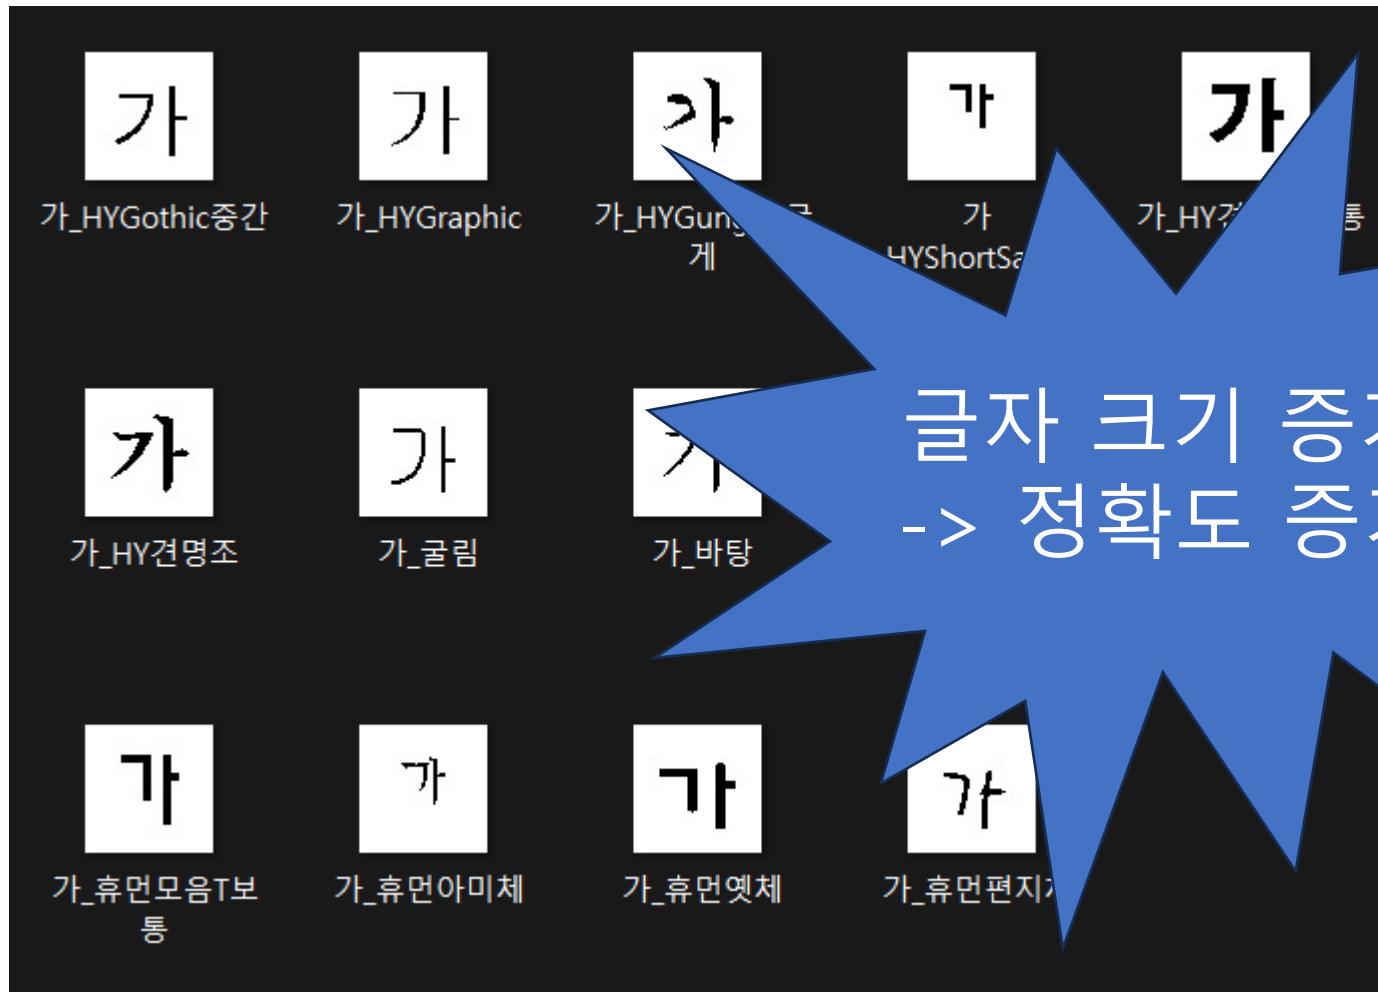 가 가 가 가 가
가_HYGothic중간 가_HYGraphic 가_HYGun 가 가_HY
게 HYShortSa 통
글자 크기 증가
-> 정확도 증가
가 가 가
가_HY견명조 가_굴림 가_바탕
가 가 가 가
가_휴먼모음T보 가_휴먼아미체 가_휴먼옛체 가_휴먼편지
통